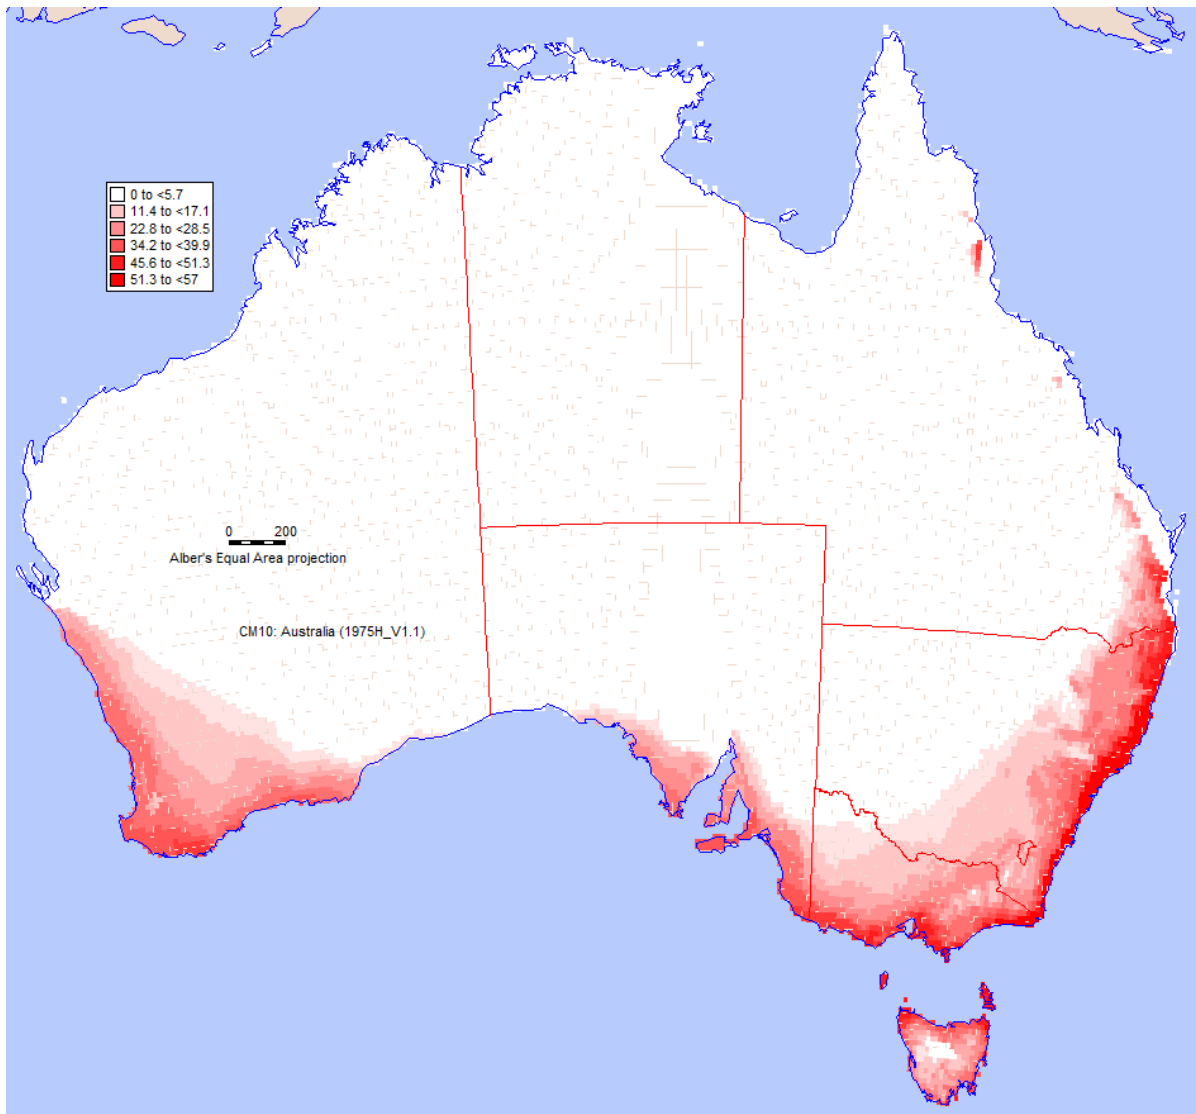 0 to <5.7
11.4 to <17.1
22.8 to <28.5
34.2 to <39.9
45.6 to <51.3
51.3 to <57
0 200
Alber's Equal Area projection
CM10: Australia (1975H_V1.1)